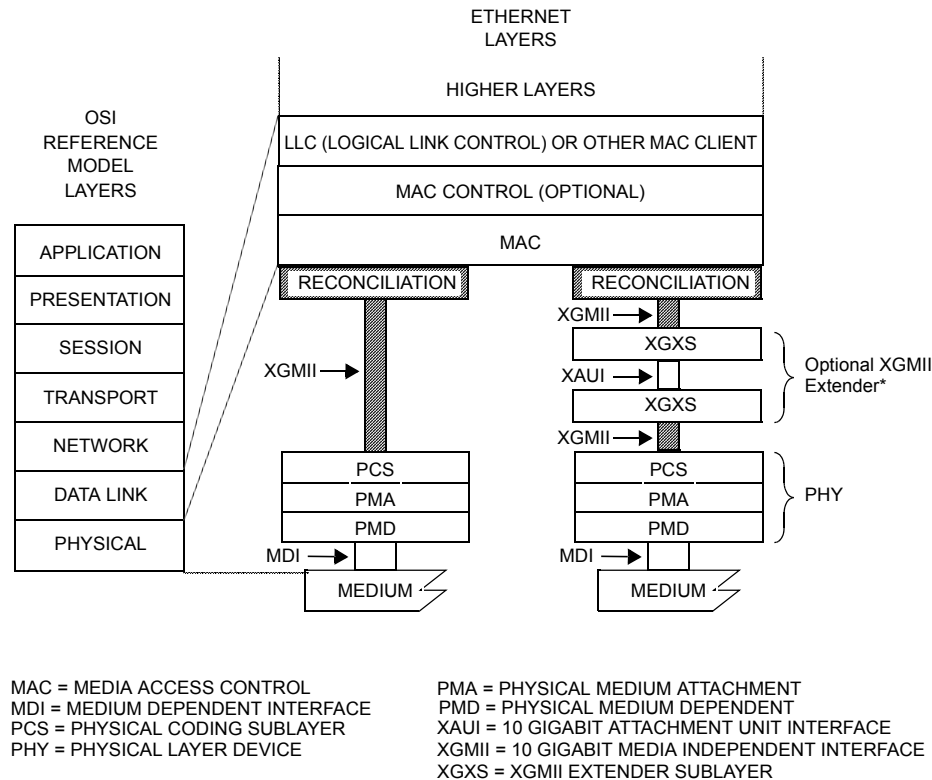 ETHERNET
LAYERS
HIGHER LAYERS
OSI
REFERENCE
MODEL
LAYERS
LLC (LOGICAL LINK CONTROL) OR OTHER MAC CLIENT
MAC CONTROL (OPTIONAL)
MAC
APPLICATION
PRESENTATION
SESSION
TRANSPORT
NETWORK
DATA LINK
PHYSICAL
RECONCILIATION
XGMII
PCS
PMA
PMD
MDI
MEDIUM
RECONCILIATION
XGMII
XGXS
XAUI
XGXS
XGMII
Optional XGMII
Extender*
PCS
PMA
PMD
PHY
MDI
MEDIUM
MAC = MEDIA ACCESS CONTROL
MDI = MEDIUM DEPENDENT INTERFACE
PCS = PHYSICAL CODING SUBLAYER
PHY = PHYSICAL LAYER DEVICE
PMA = PHYSICAL MEDIUM ATTACHMENT
PMD = PHYSICAL MEDIUM DEPENDENT
XAUI = 10 GIGABIT ATTACHMENT UNIT INTERFACE
XGMII = 10 GIGABIT MEDIA INDEPENDENT INTERFACE
XGXS = XGMII EXTENDER SUBLAYER